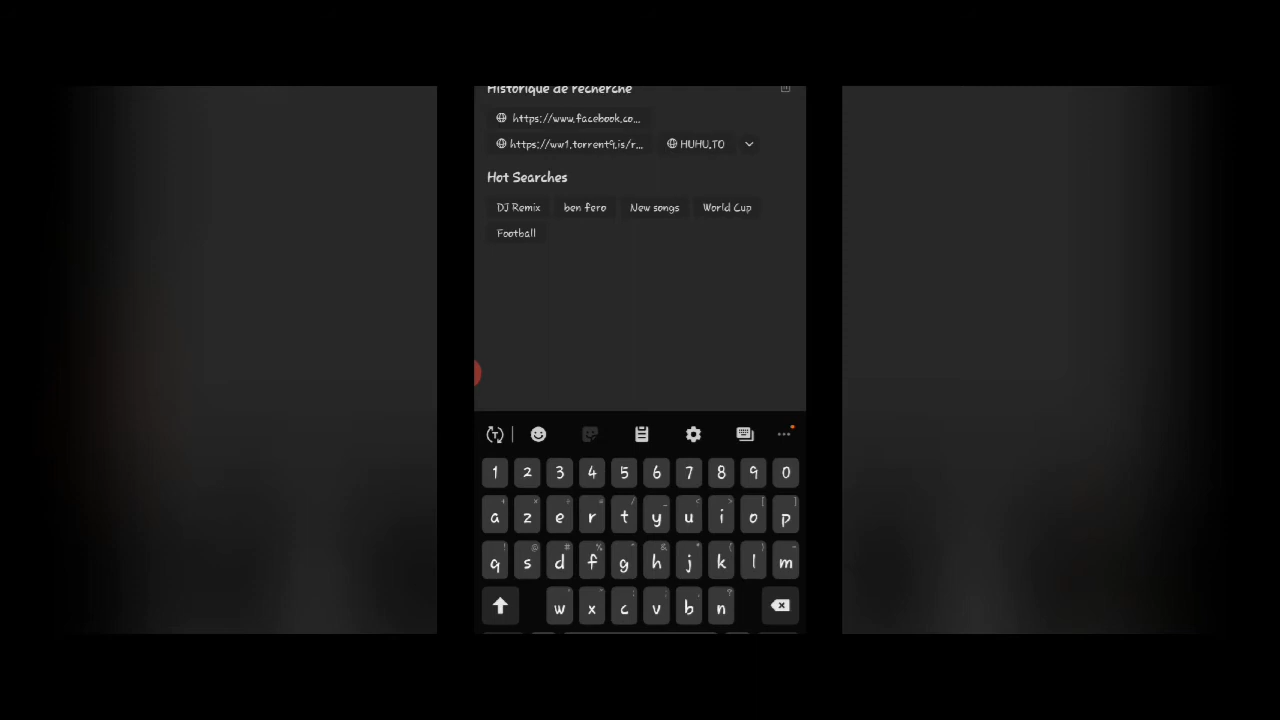 Historique de recherche
https://www.facebook.co...
https://ww1.torrent9.is/r... HUHU.TO
Hot Searches
DJ Remix ben fero New songs World Cup
Football
1 2 3 4 5 6 7 8 9 0
a z e r t y u i o p
q s d f g h j k l m
w x c v b n